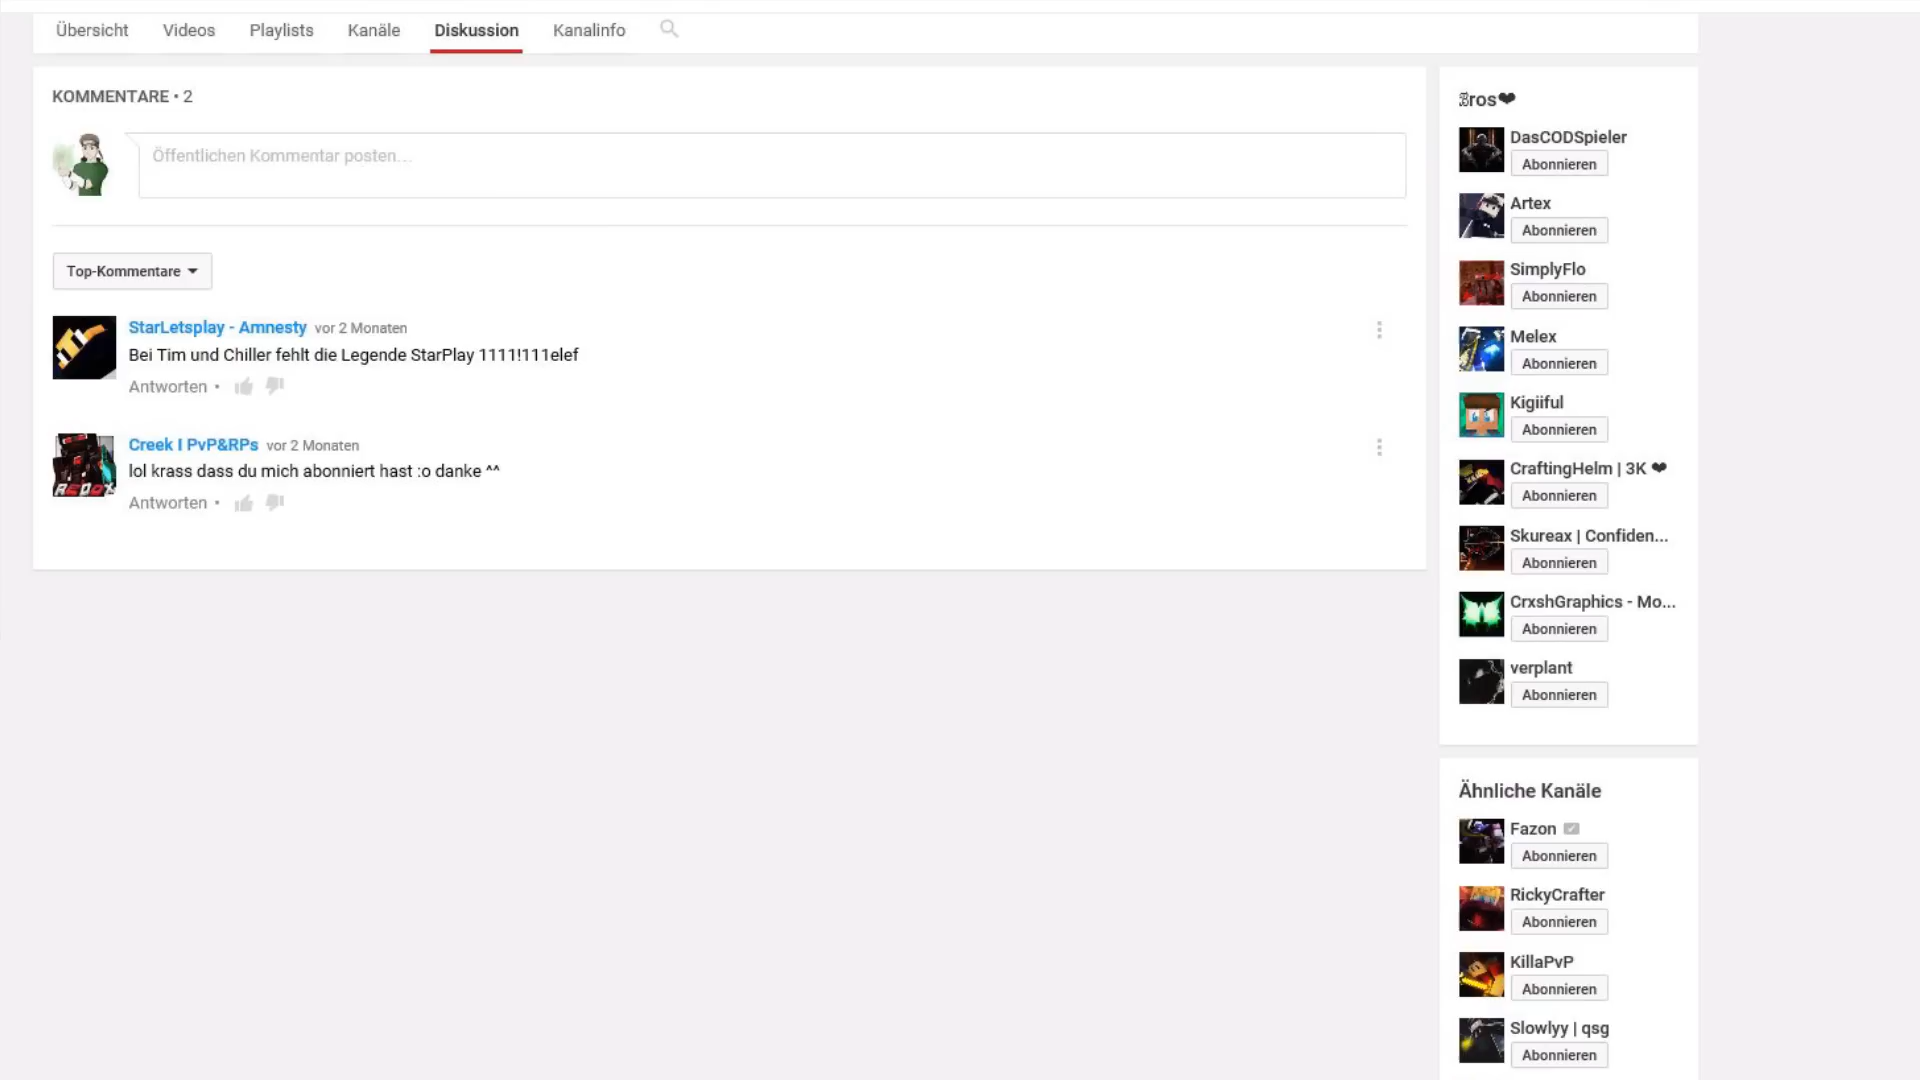 Übersicht Videos Playlists Kanäle Diskussion Kanalinfo
KOMMENTARE • 2
Öffentlichen Kommentar posten...
Top-Kommentare
StarLetsplay - Amnesty vor 2 Monaten
Bei Tim und Chiller fehlt die Legende StarPlay 1111!111elef
Antworten •
Creek I PvP&RPs vor 2 Monaten
lol krass dass du mich abonniert hast :o danke ^^
Antworten •
𝔅ros❤
DasCODSpieler
Abonnieren
Artex
Abonnieren
SimplyFlo
Abonnieren
Melex
Abonnieren
Kigiiful
Abonnieren
CraftingHelm | 3K ❤
Abonnieren
Skureax | Confiden...
Abonnieren
CrxshGraphics - Mo...
Abonnieren
verplant
Abonnieren
Ähnliche Kanäle
Fazon
Abonnieren
RickyCrafter
Abonnieren
KillaPvP
Abonnieren
Slowlyy | qsg
Abonnieren